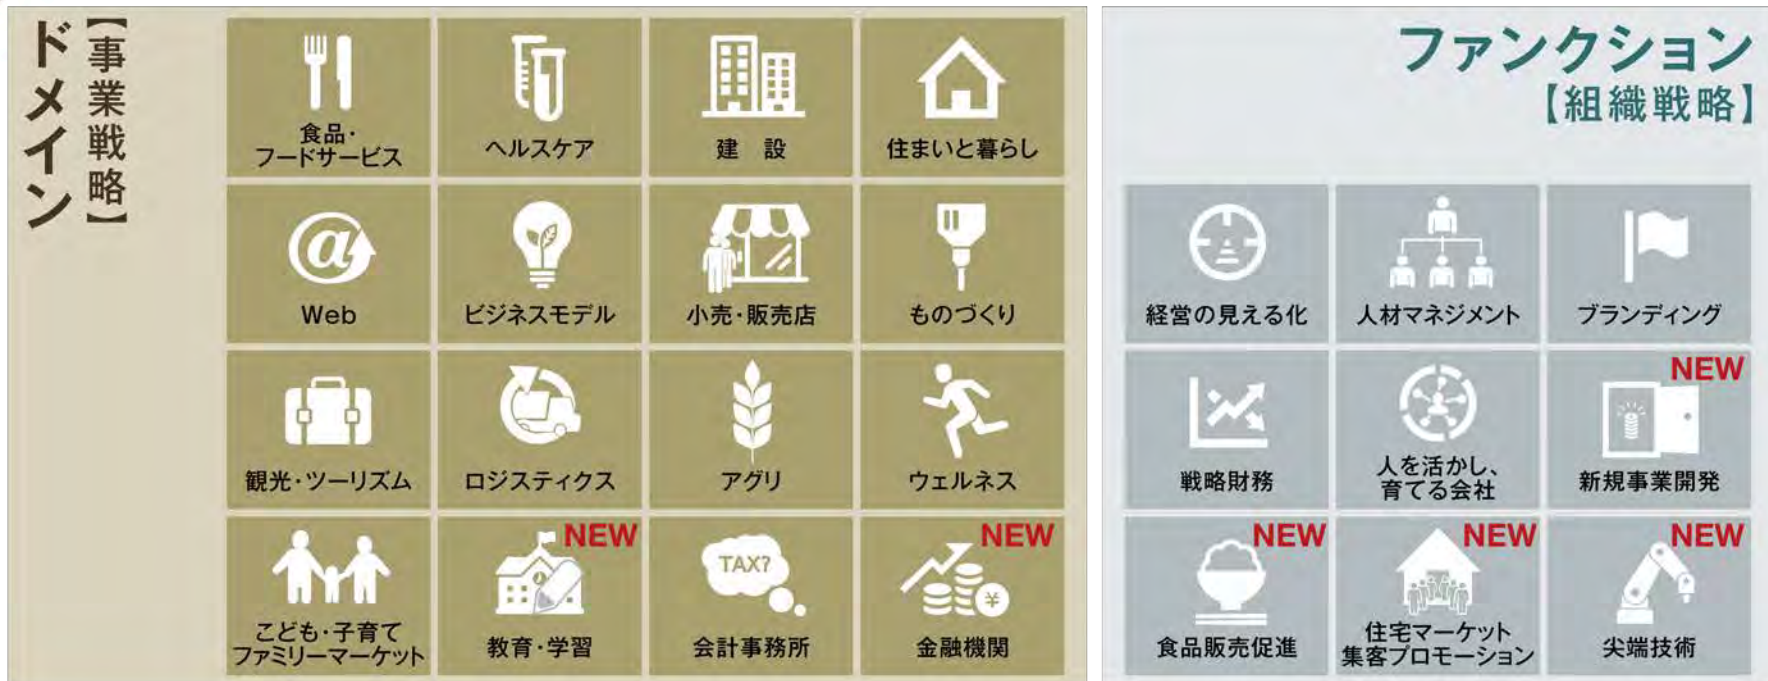 ドメイン
【事業戦略】
食品・
フードサービス
ヘルスケア
建 設
住まいと暮らし
@
Web
ビジネスモデル
小売・販売店
ものづくり
観光・ツーリズム
ロジスティクス
アグリ
ウェルネス
こども・子育て
ファミリーマーケット
NEW
教育・学習
TAX?
会計事務所
NEW
¥
金融機関
ファンクション
【組織戦略】
経営の見える化
人材マネジメント
ブランディング
戦略財務
人を活かし、
育てる会社
NEW
新規事業開発
NEW
食品販売促進
NEW
住宅マーケット
集客プロモーション
NEW
尖端技術